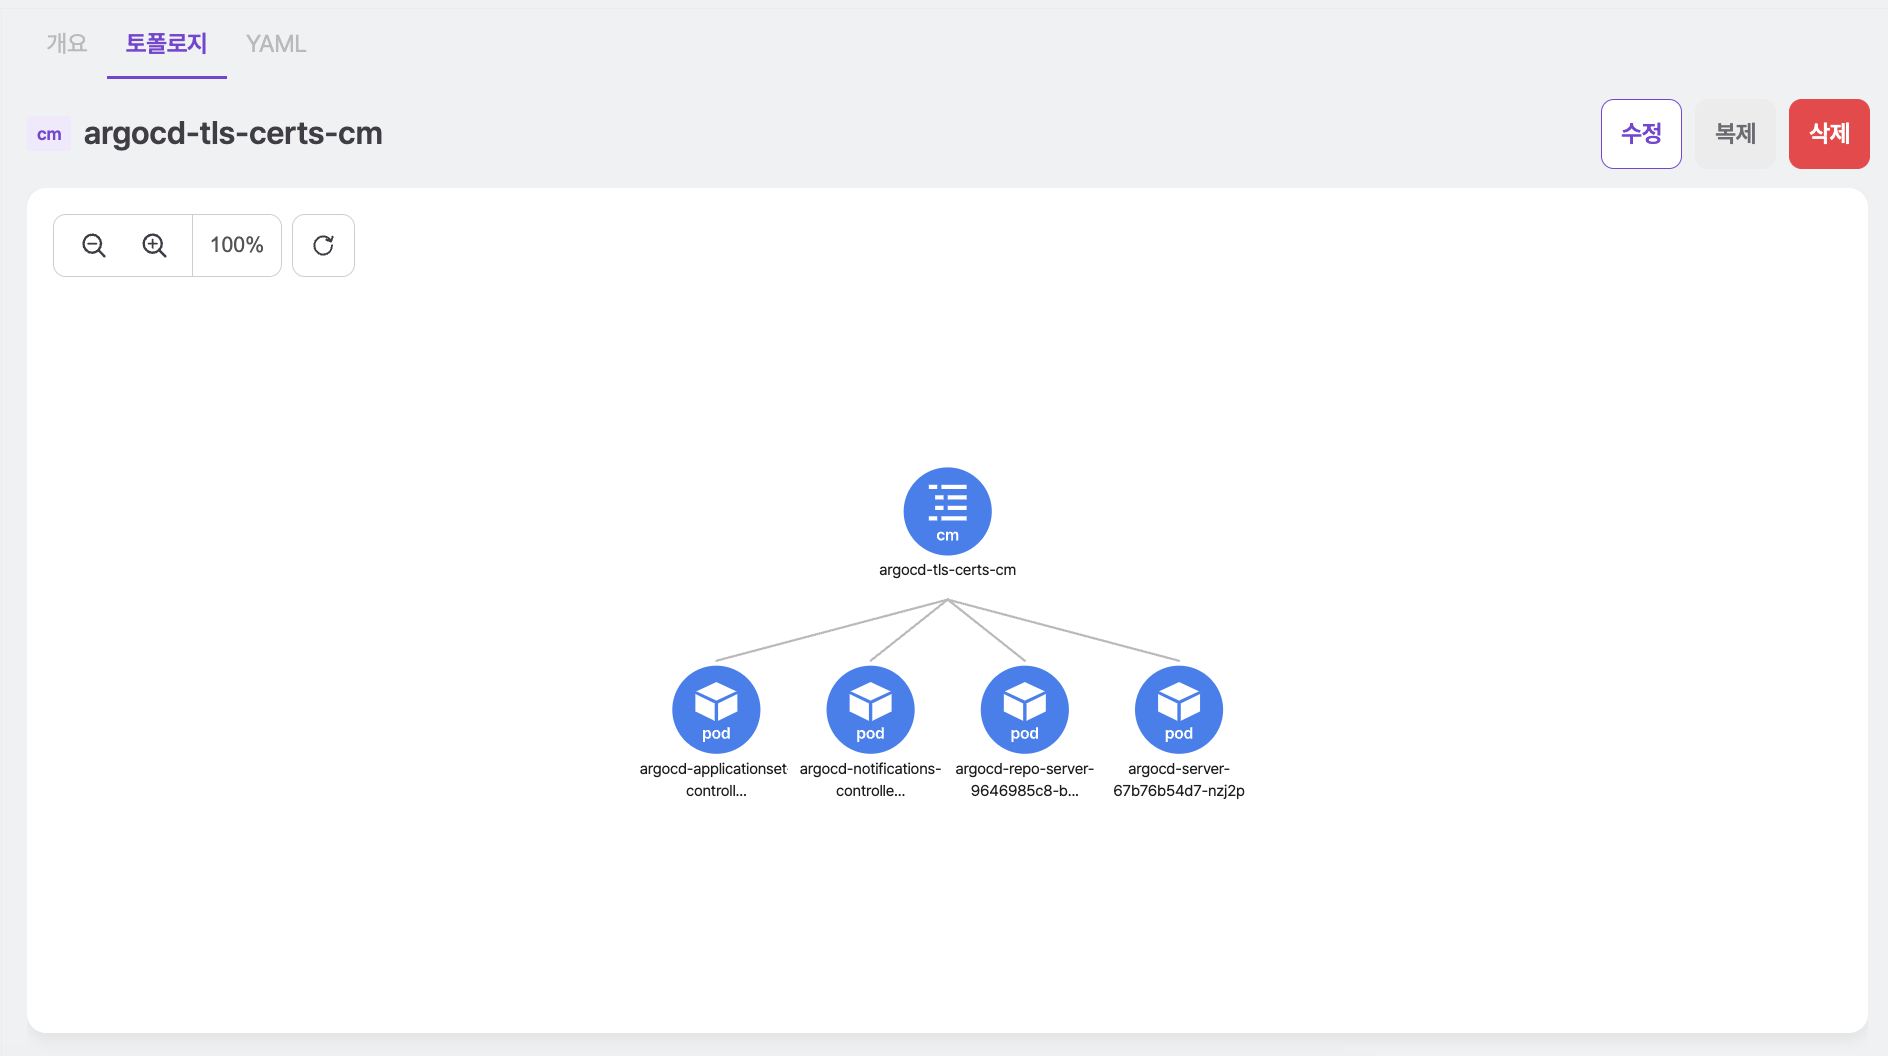 개요 토폴로지 YAML
cm argocd-tls-certs-cm 수정 복제 삭제
100%
cm
argocd-tls-certs-cm
pod pod pod pod
argocd-applicationset- argocd-notifications- argocd-repo-server- argocd-server-
controll... controlle... 9646985c8-b... 67b76b54d7-nzj2p